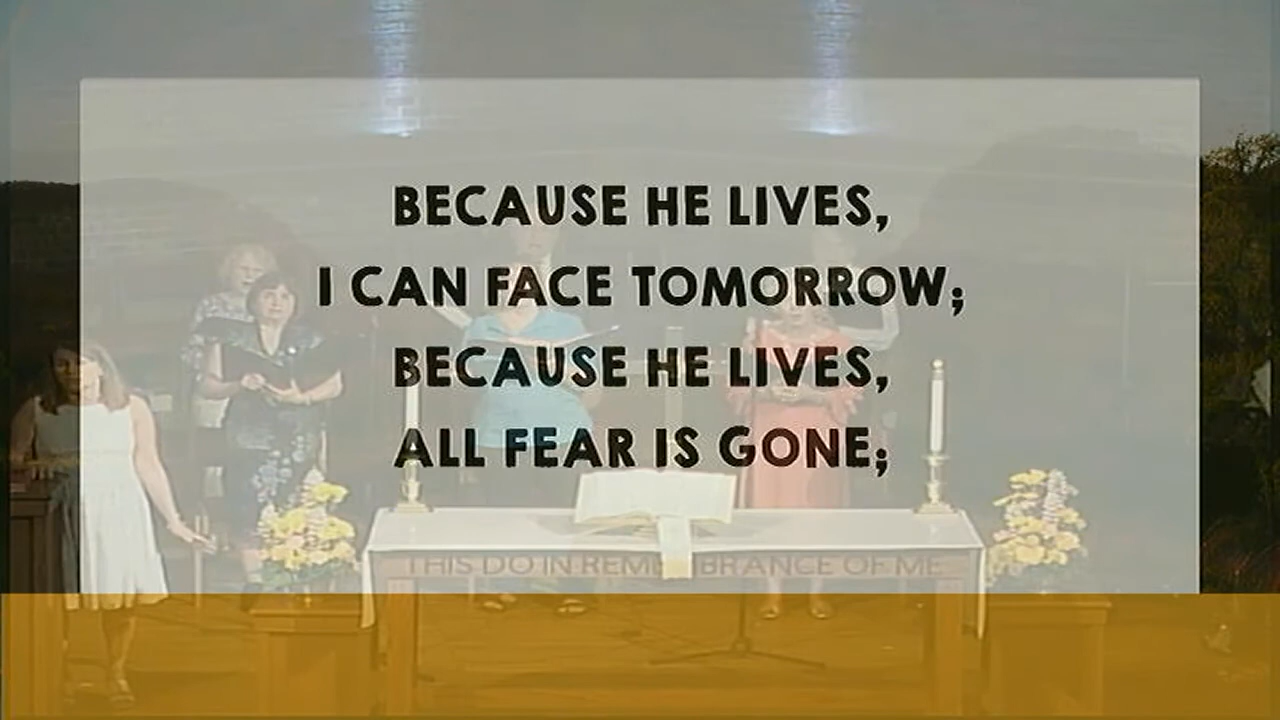 BECAUSE HE LIVES,
I CAN FACE TOMORROW;
BECAUSE HE LIVES,
ALL FEAR IS GONE;
THIS DO IN REMEMBRANCE OF ME